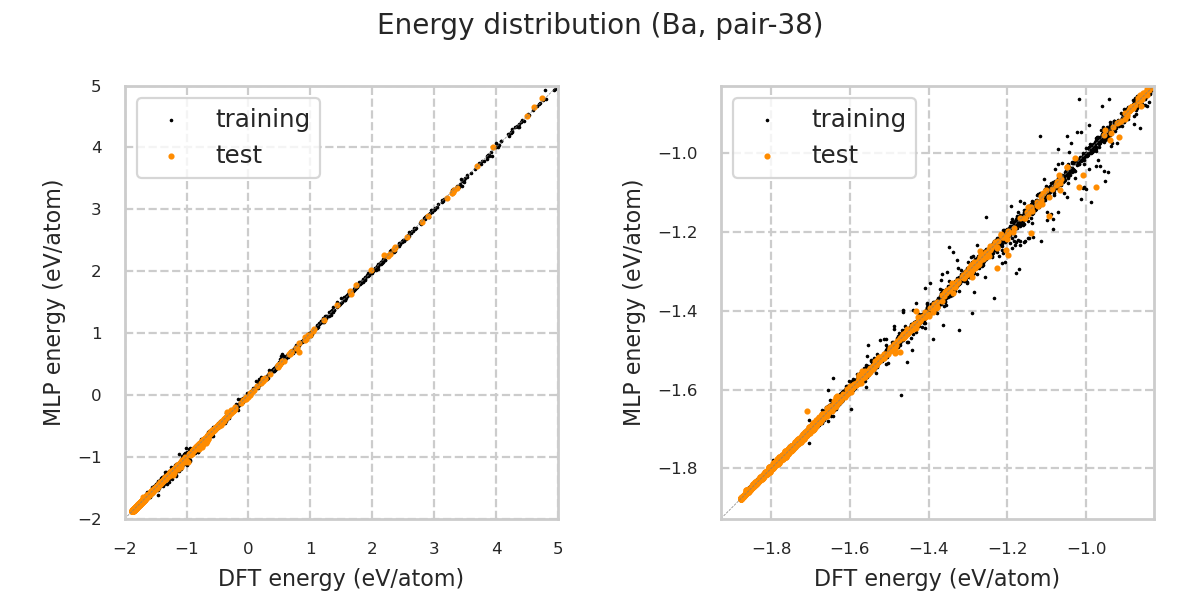 Energy distribution (Ba, pair-38)
MLP energy (eV/atom)
5
4
3
2
1
0
−1
−2
training
test
−2 −1 0 1 2 3 4 5
DFT energy (eV/atom)
MLP energy (eV/atom)
−1.0
−1.2
−1.4
−1.6
−1.8
training
test
−1.8 −1.6 −1.4 −1.2 −1.0
DFT energy (eV/atom)